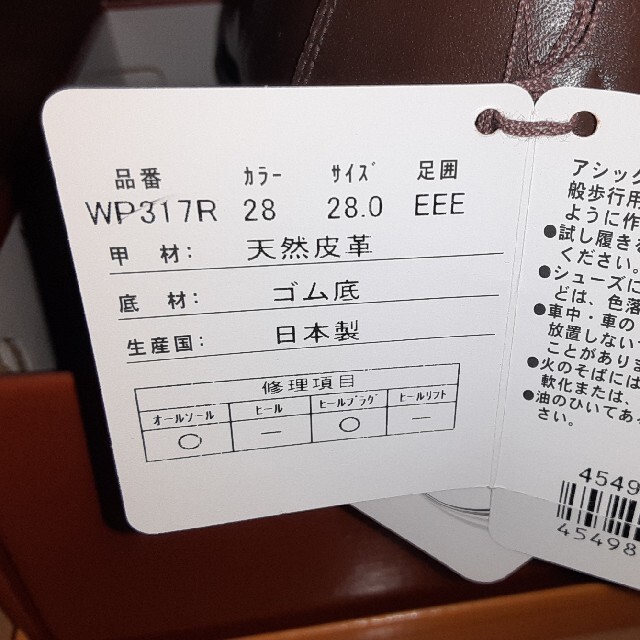 品番 カラー サイズ 足囲
WP317R 28 28.0 EEE
甲 材: 天然皮革
底 材: ゴム底
生産国: 日本製
修理項目
オールソール ヒール ヒールプラグ ヒールリフト
○ － ○ －
アシック
般歩行用
ように作
●試し履きを
ください。
●シューズに
どは、色落
●車中・車の
放置しない
ことがありま
●火のそばには
軟化または、
●油のひいてあ
さい。
4549
45498